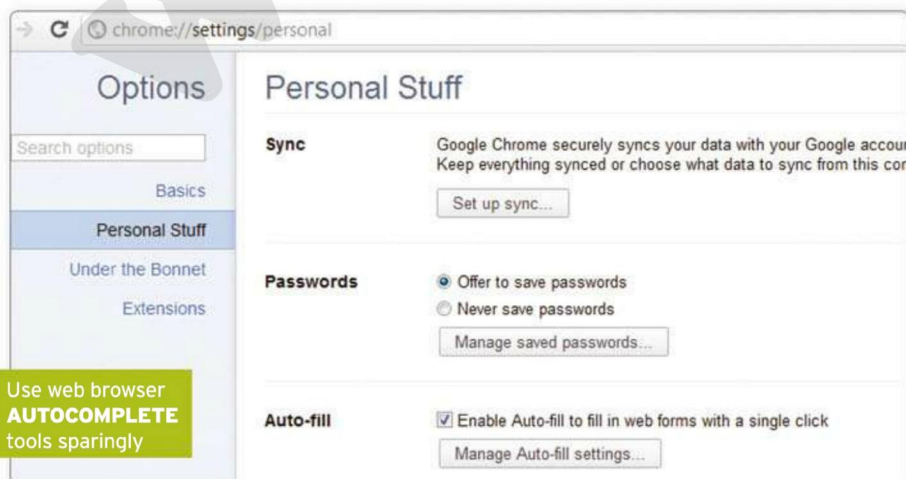 chrome://settings/personal
Options
Search options
Basics
Personal Stuff
Under the Bonnet
Extensions
Personal Stuff
Sync
Google Chrome securely syncs your data with your Google
Keep everything synced or choose what data to sync from this
Set up sync...
Passwords
Offer to save passwords
Never save passwords
Manage saved passwords...
Auto-fill
Enable Auto-fill to fill in web forms with a single click
Manage Auto-fill settings...
Use web browser
AUTOCOMPLETE
tools sparingly